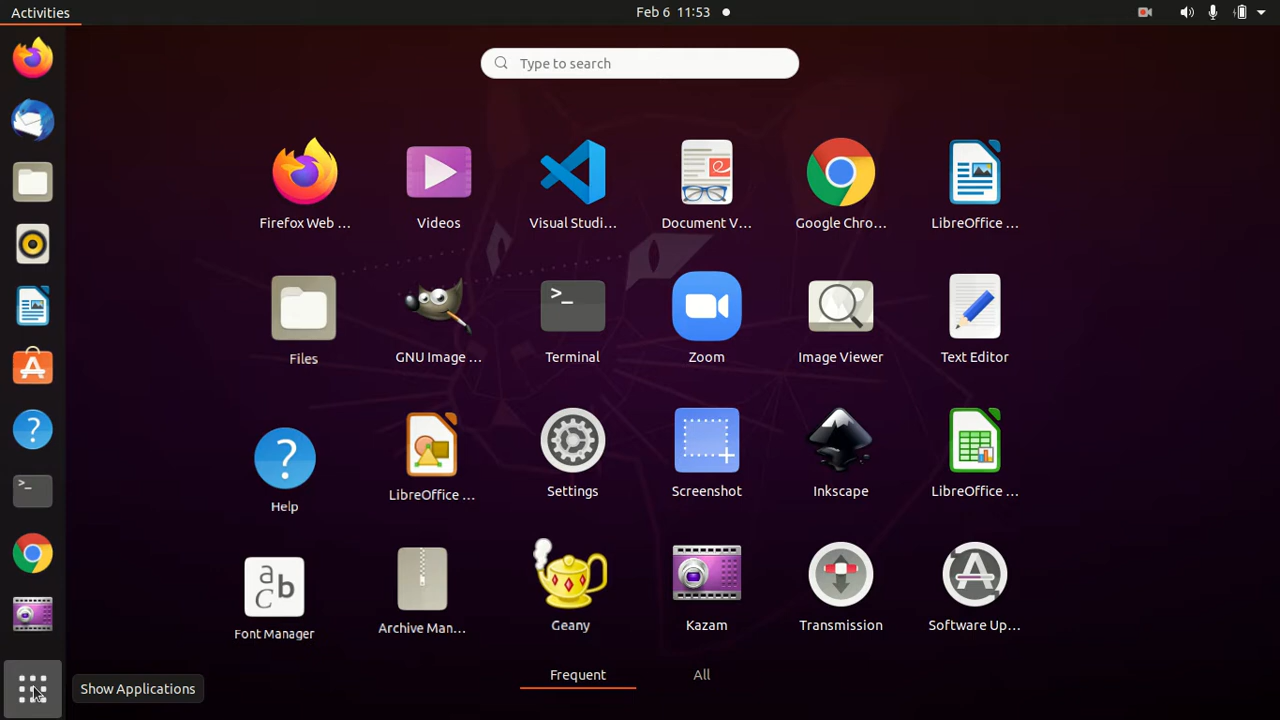 Activities
Feb 6 11:53
Type to search
Firefox Web ...
Videos
Visual Studi...
Document V...
Google Chro...
LibreOffice ...
Files
GNU Image ...
>_
Terminal
Zoom
Image Viewer
Text Editor
?
Help
LibreOffice ...
Settings
Screenshot
Inkscape
LibreOffice ...
a b c
Font Manager
Archive Man...
Geany
Kazam
Transmission
Software Up...
?
>_
Show Applications
Frequent
All